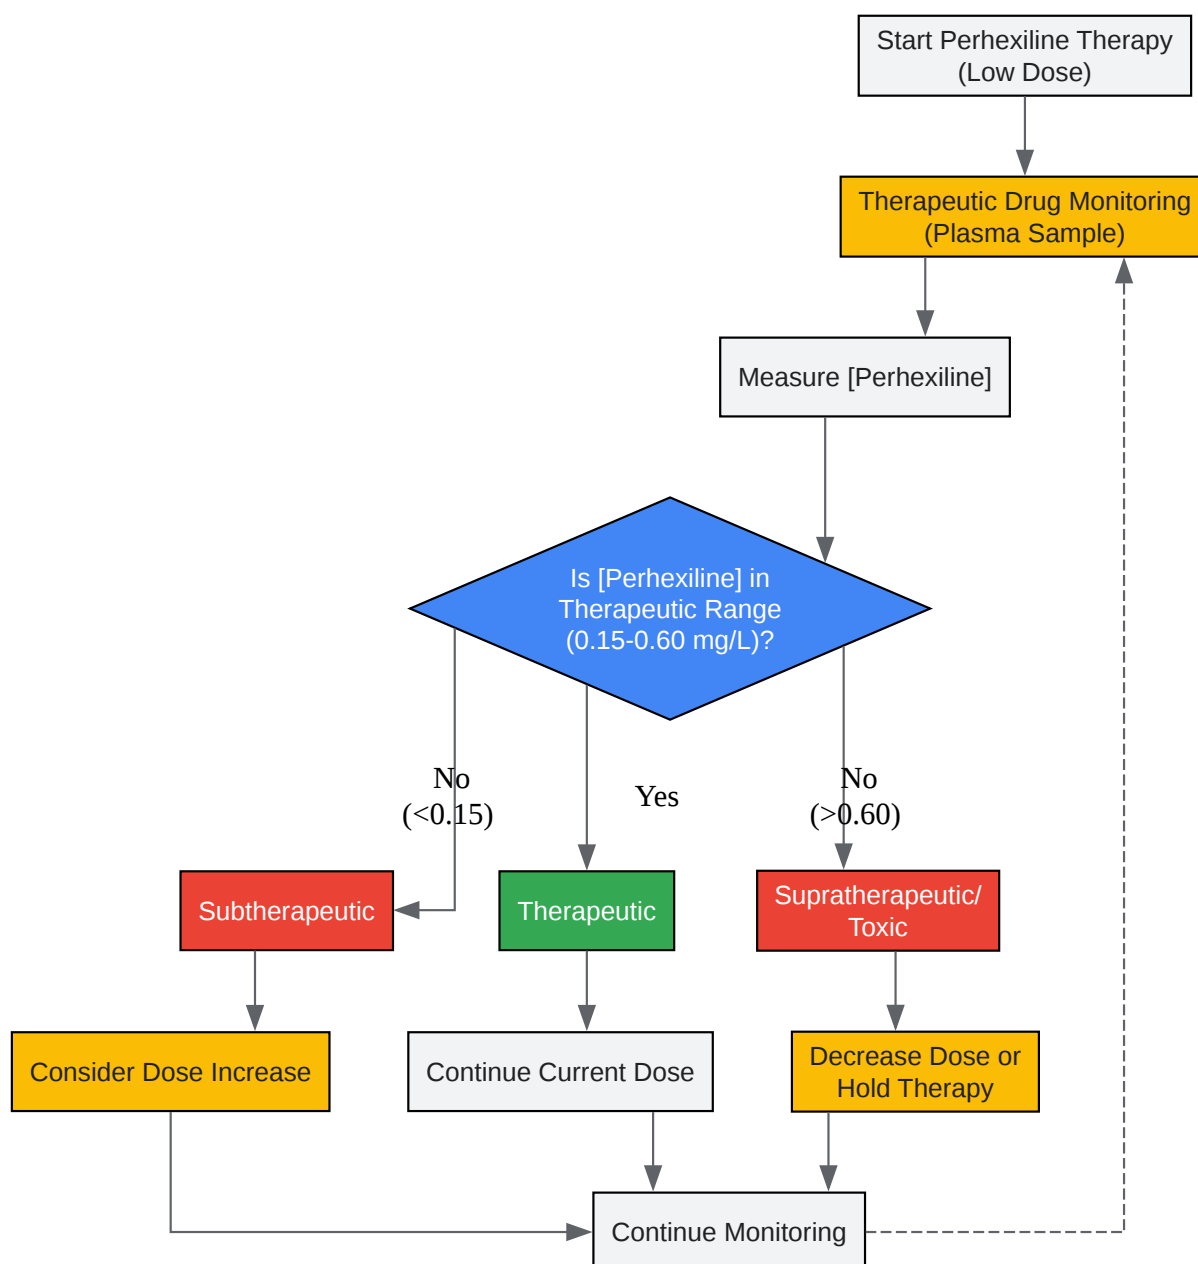 Start Perhexiline Therapy
(Low Dose)
Therapeutic Drug Monitoring
(Plasma Sample)
Measure [Perhexiline]
Is [Perhexiline] in
Therapeutic Range
(0.15-0.60 mg/L)?
No
(<0.15)
Yes
No
(>0.60)
Subtherapeutic
Therapeutic
Supratherapeutic/
Toxic
Consider Dose Increase
Continue Current Dose
Decrease Dose or
Hold Therapy
Continue Monitoring